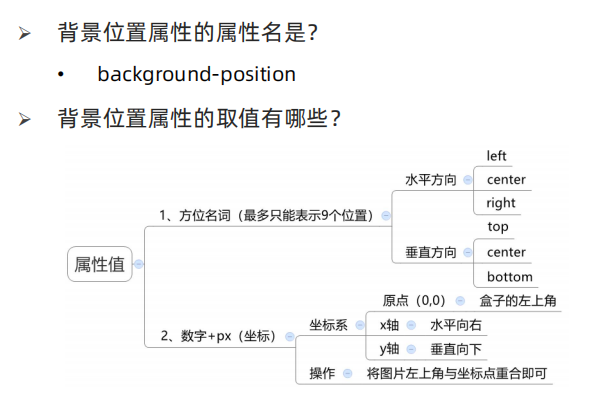 背景位置属性的属性名是？
background-position
背景位置属性的取值有哪些？
属性值
1、方位名词（最多只能表示9个位置）
水平方向
left
center
right
垂直方向
top
center
bottom
2、数字+px（坐标）
坐标系
原点（0,0）
盒子的左上角
x轴
水平向右
y轴
垂直向下
操作
将图片左上角与坐标点重合即可